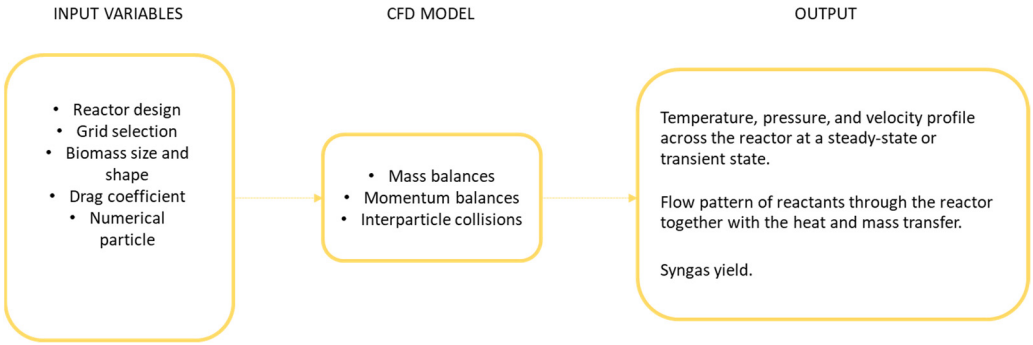 INPUT VARIABLES
• Reactor design
• Grid selection
• Biomass size and
shape
• Drag coefficient
• Numerical
particle
CFD MODEL
• Mass balances
• Momentum balances
• Interparticle collisions
OUTPUT
Temperature, pressure, and velocity profile
across the reactor at a steady-state or
transient state.
Flow pattern of reactants through the reactor
together with the heat and mass transfer.
Syngas yield.